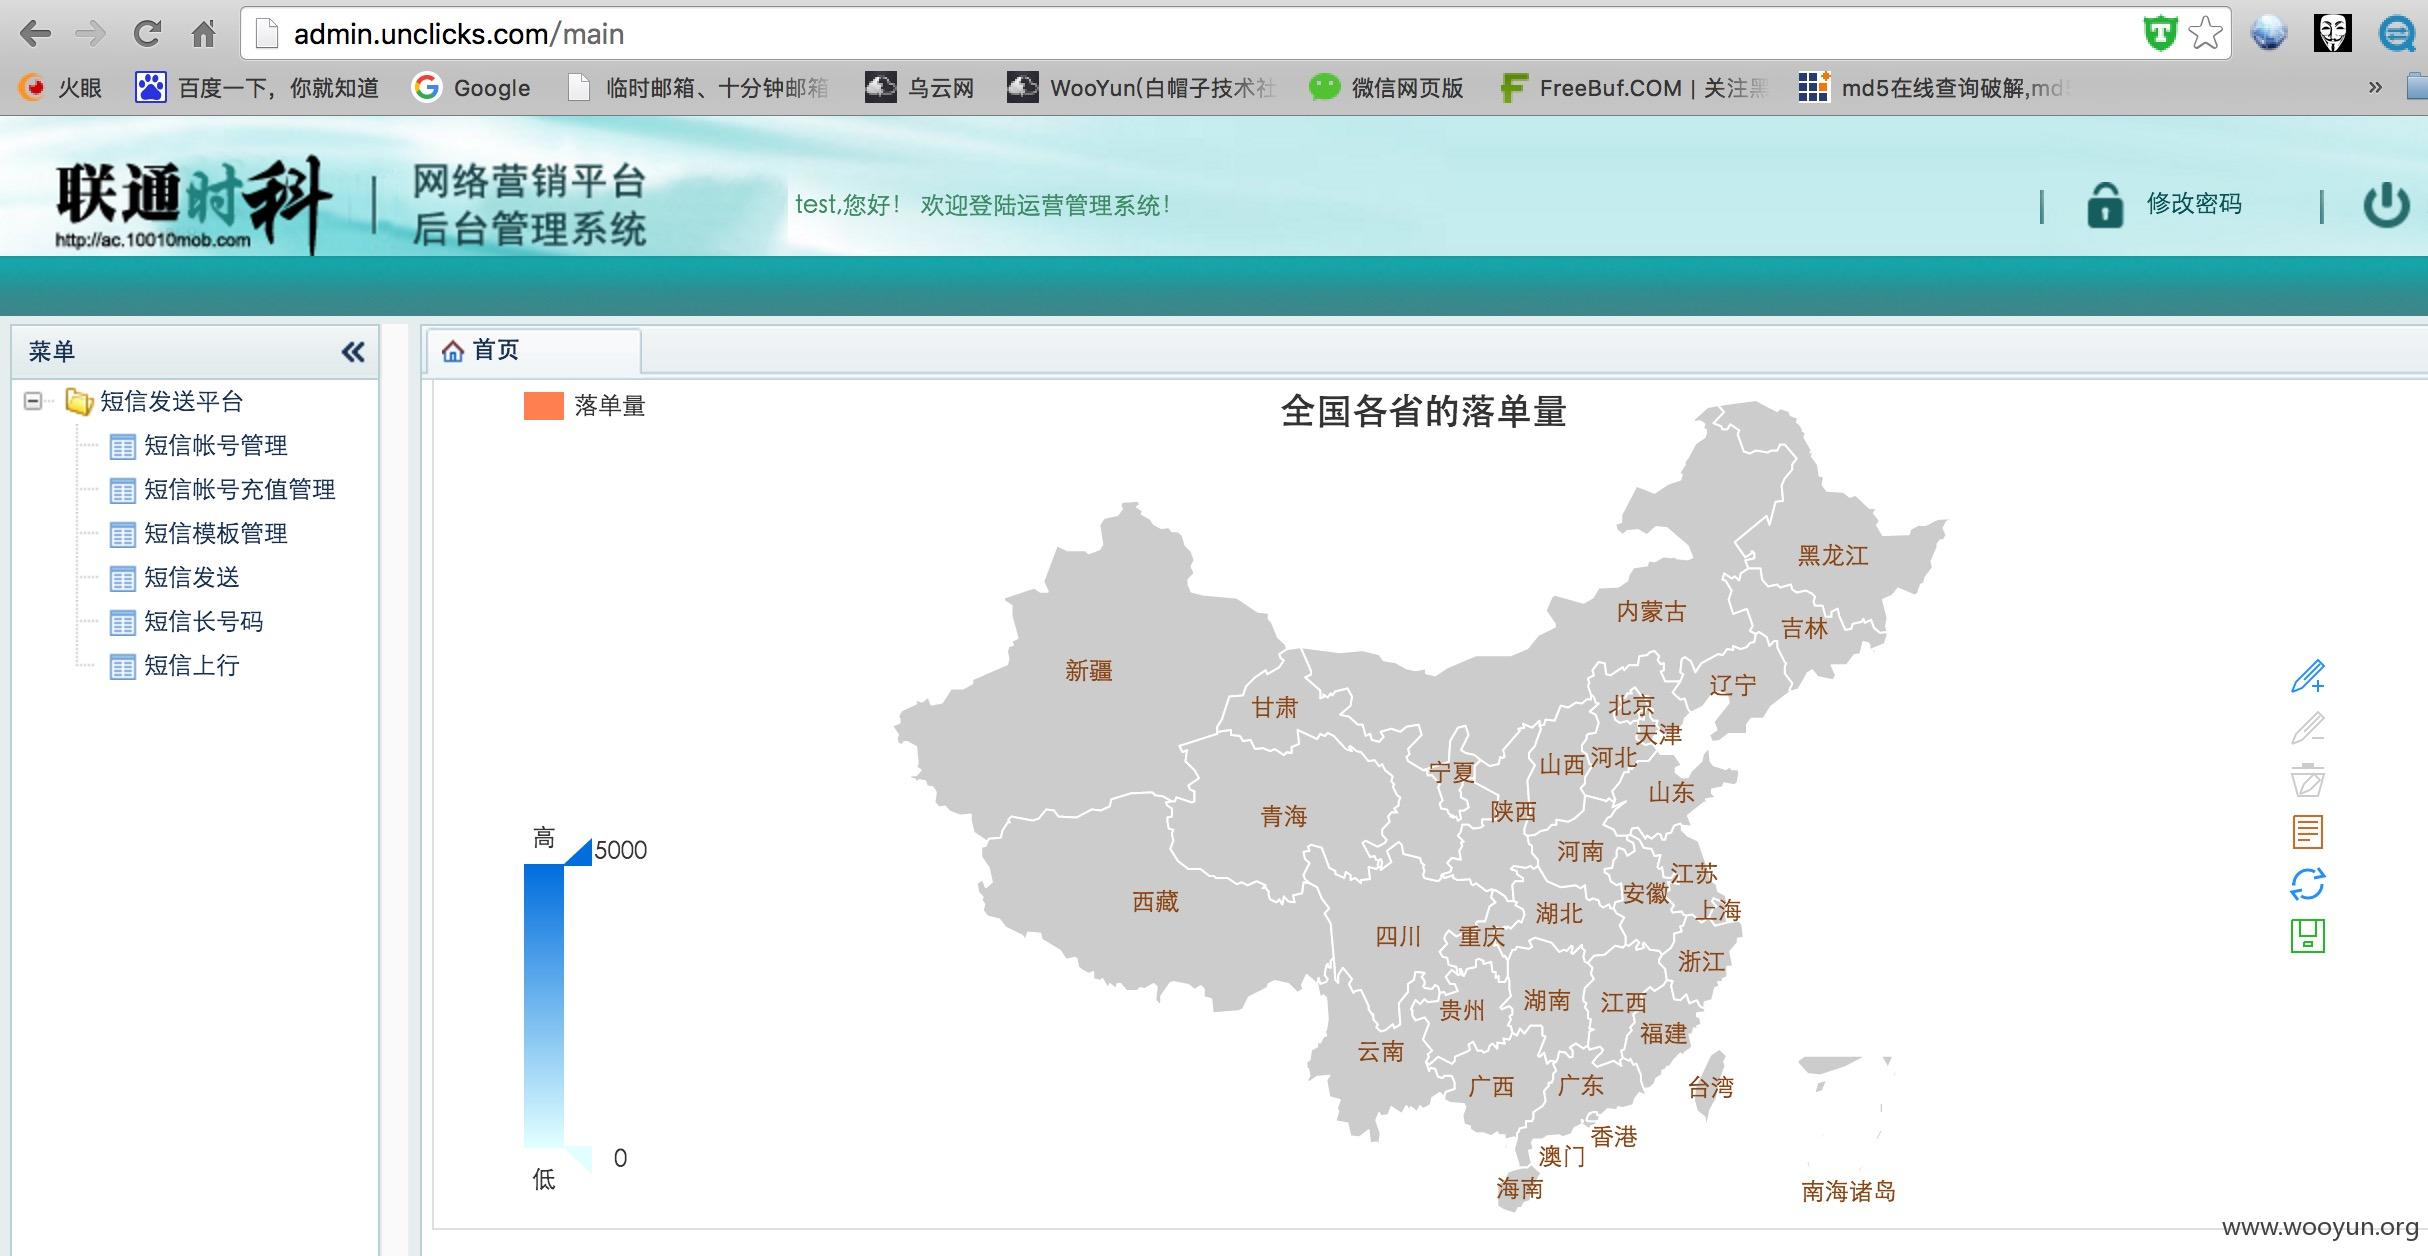 admin.unclicks.com/main
火眼 百度一下，你就知道 Google 临时邮箱、十分钟邮箱 乌云网 WooYun(白帽子技术社 微信网页版 FreeBuf.COM | 关注黑 md5在线查询破解,md5 »
联通时科 | 网络营销平台
后台管理系统
http://ac.10010mob.com
test,您好！ 欢迎登陆运营管理系统！
修改密码
菜单
首页
短信发送平台
短信帐号管理
短信帐号充值管理
短信模板管理
短信发送
短信长号码
短信上行
落单量
全国各省的落单量
黑龙江
内蒙古
吉林
新疆
辽宁
甘肃
北京
天津
宁夏
山西
河北
山东
陕西
青海
河南
江苏
安徽
西藏
湖北
上海
四川
重庆
浙江
贵州
湖南
江西
福建
云南
广西
广东
台湾
香港
澳门
海南
南海诸岛
高
5000
0
低
www.wooyun.org